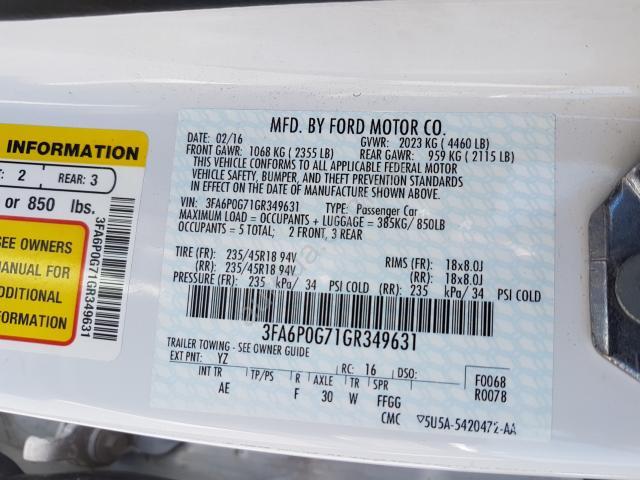 INFORMATION
2 REAR: 3
or 850 lbs.
SEE OWNERS
MANUAL FOR
ADDITIONAL
INFORMATION
3FA6P0G71GR349631
MFD. BY FORD MOTOR CO.
DATE: 02/16 GVWR: 2023 KG ( 4460 LB)
FRONT GAWR: 1068 KG ( 2355 LB) REAR GAWR: 959 KG ( 2115 LB)
THIS VEHICLE CONFORMS TO ALL APPLICABLE FEDERAL MOTOR
VEHICLE SAFETY, BUMPER, AND THEFT PREVENTION STANDARDS
IN EFFECT ON THE DATE OF MANUFACTURE SHOWN ABOVE.
VIN: 3FA6P0G71GR349631 TYPE: Passenger Car
MAXIMUM LOAD = OCCUPANTS + LUGGAGE = 385KG/ 850LB
OCCUPANTS = 5 TOTAL; 2 FRONT, 3 REAR
TIRE (FR): 235/45R18 94V RIMS (FR): 18x8.0J
(RR): 235/45R18 94V (RR): 18x8.0J
PRESSURE (FR): 235 kPa/ 34 PSI COLD (RR) 235 kPa/ 34 PSI COLD
3FA6P0G71GR349631
TRAILER TOWING - SEE OWNER GUIDE
EXT PNT: YZ RC: 16 DSO: F0068
INT TR TP/PS R AXLE TR SPR R0078
AE F 30 W FFGG
CMC ▽5U5A-5420472-AA